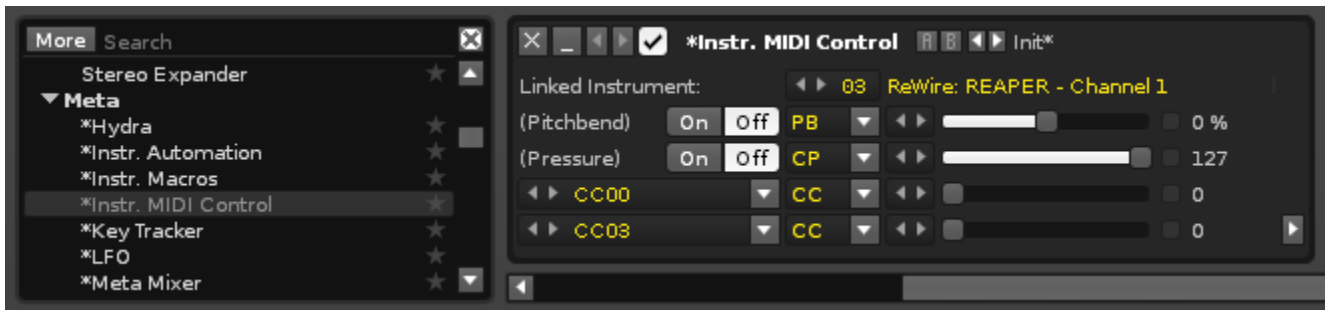 More Search
Stereo Expander
Meta
*Hydra
*Instr. Automation
*Instr. Macros
*Instr. MIDI Control
*Key Tracker
*LFO
*Meta Mixer
*Instr. MIDI Control A B Init*
Linked Instrument: 03 ReWire: REAPER - Channel 1
(Pitchbend) On Off PB 0 %
(Pressure) On Off CP 127
CC00 CC 0
CC03 CC 0